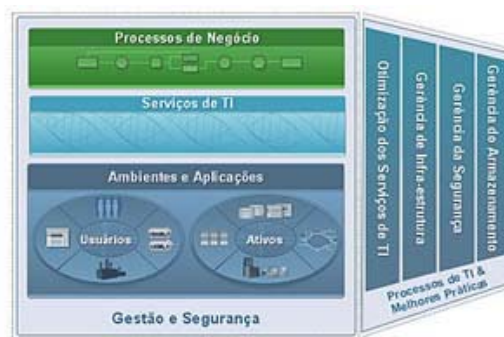 Processos de Negócio
Serviços de TI
Ambientes e Aplicações
Usuários
Ativos
Gestão e Segurança
Otimização dos Serviços de TI
Gerência de Infra-estrutura
Gerência da Segurança
Gerência do Armazenamento
Processos de TI &
Melhores Práticas